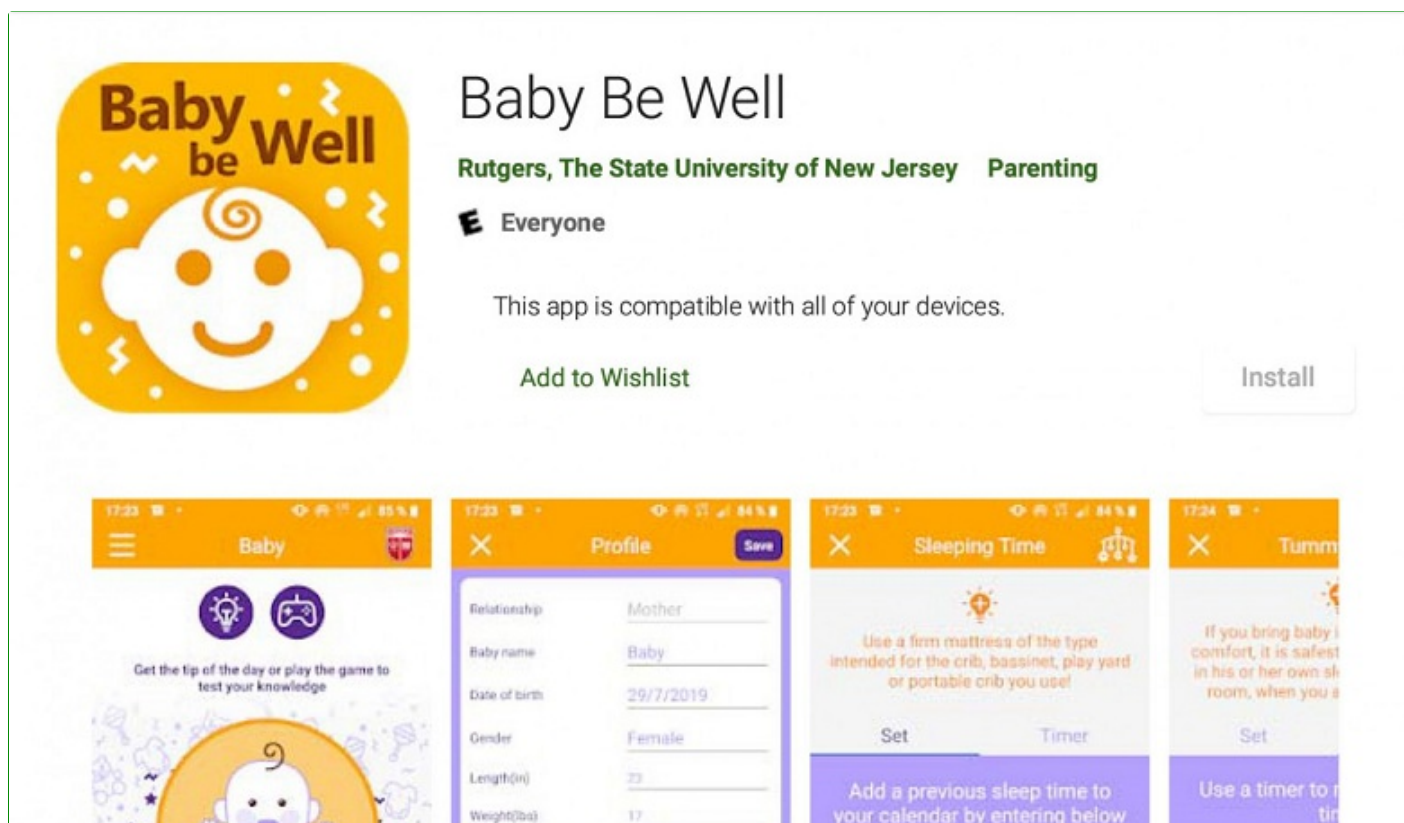 Baby
be Well
Baby Be Well
Rutgers, The State University of New Jersey Parenting
E Everyone
This app is compatible with all of your devices.
Add to Wishlist
Install
17:23 85%
Baby
Get the tip of the day or play the game to
test your knowledge
17:23 84%
Profile
Save
Relationship Mother
Baby name Baby
Date of birth 29/7/2019
Gender Female
Length(in) 23
Weight(lbs) 17
17:23 84%
Sleeping Time
Use a firm mattress of the type
intended for the crib, bassinet, play yard
or portable crib you use!
Set Timer
Add a previous sleep time to
your calendar by entering below
17:24
Tumm
If you bring baby i
comfort, it is safest
in his or her own sl
room, when you a
Set
Use a timer to r
tir